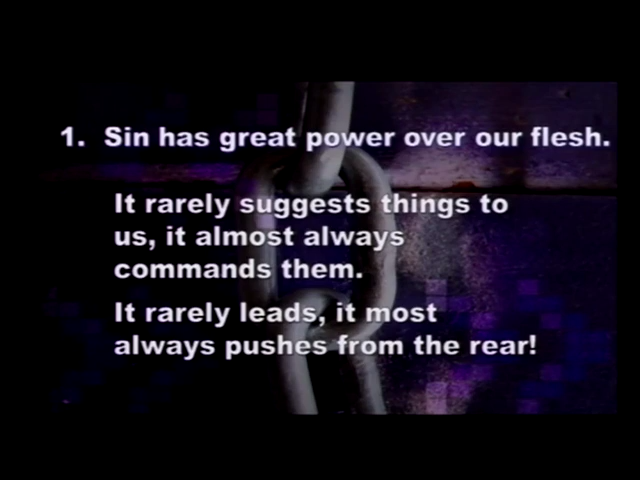 1. Sin has great power over our flesh.
It rarely suggests things to
us, it almost always
commands them.
It rarely leads, it most
always pushes from the rear!